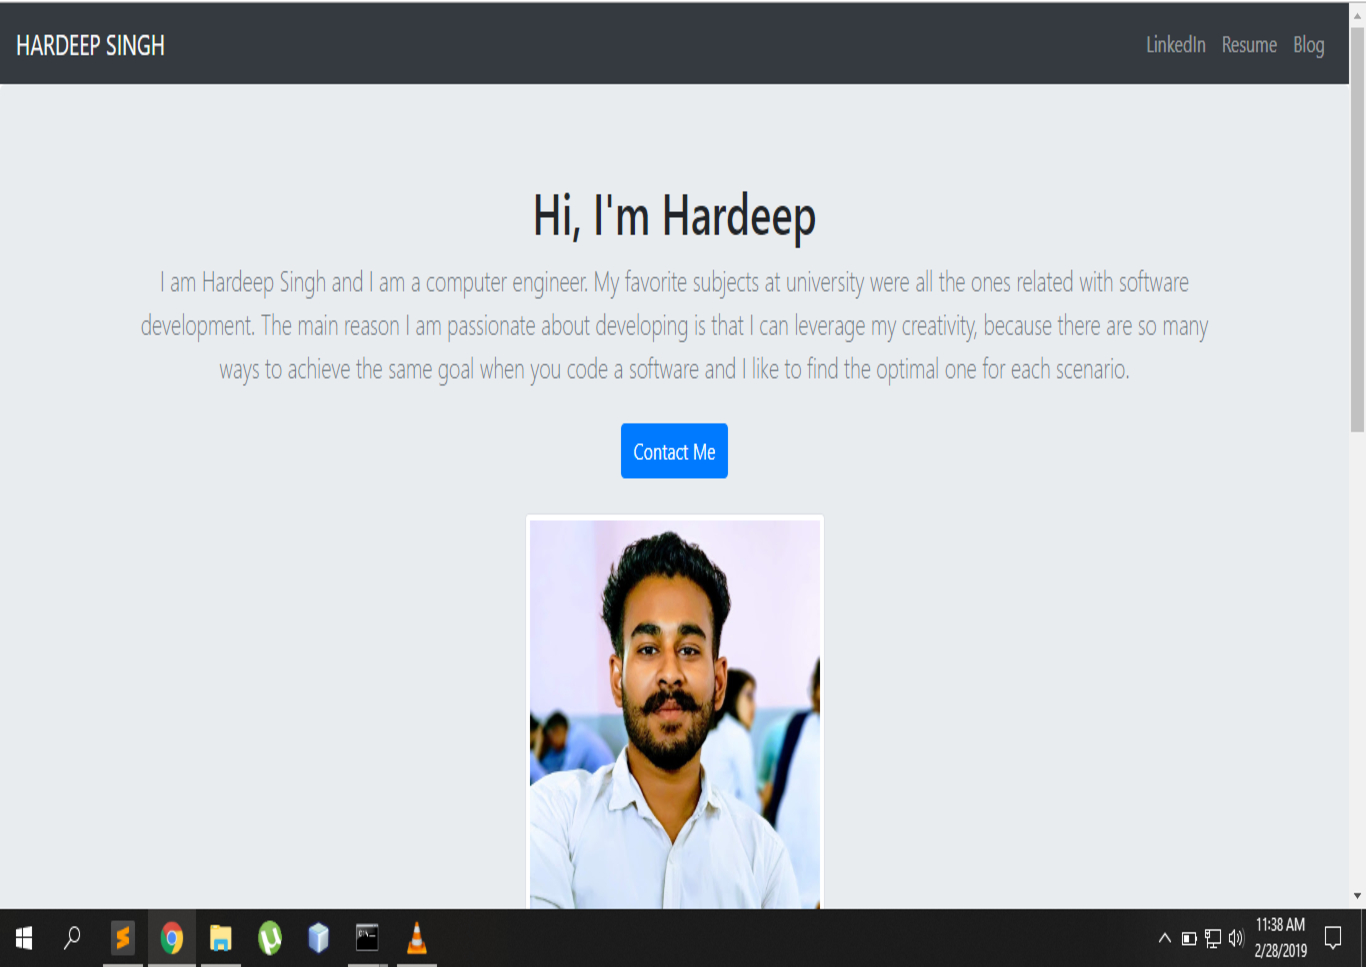 HARDEEP SINGH
LinkedIn Resume Blog
Hi, I'm Hardeep
I am Hardeep Singh and I am a computer engineer. My favorite subjects at university were all the ones related with software
development. The main reason I am passionate about developing is that I can leverage my creativity, because there are so many
ways to achieve the same goal when you code a software and I like to find the optimal one for each scenario.
Contact Me
11:38 AM
2/28/2019